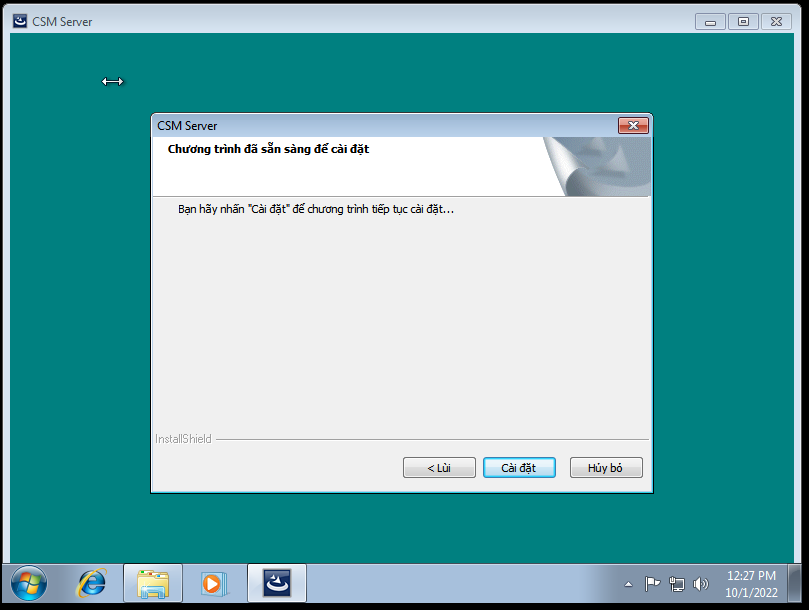 CSM Server
CSM Server
Chương trình đã sẵn sàng để cài đặt
Bạn hãy nhấn "Cài đặt" để chương trình tiếp tục cài đặt...
InstallShield
< Lùi
Cài đặt
Hủy bỏ
12:27 PM
10/1/2022